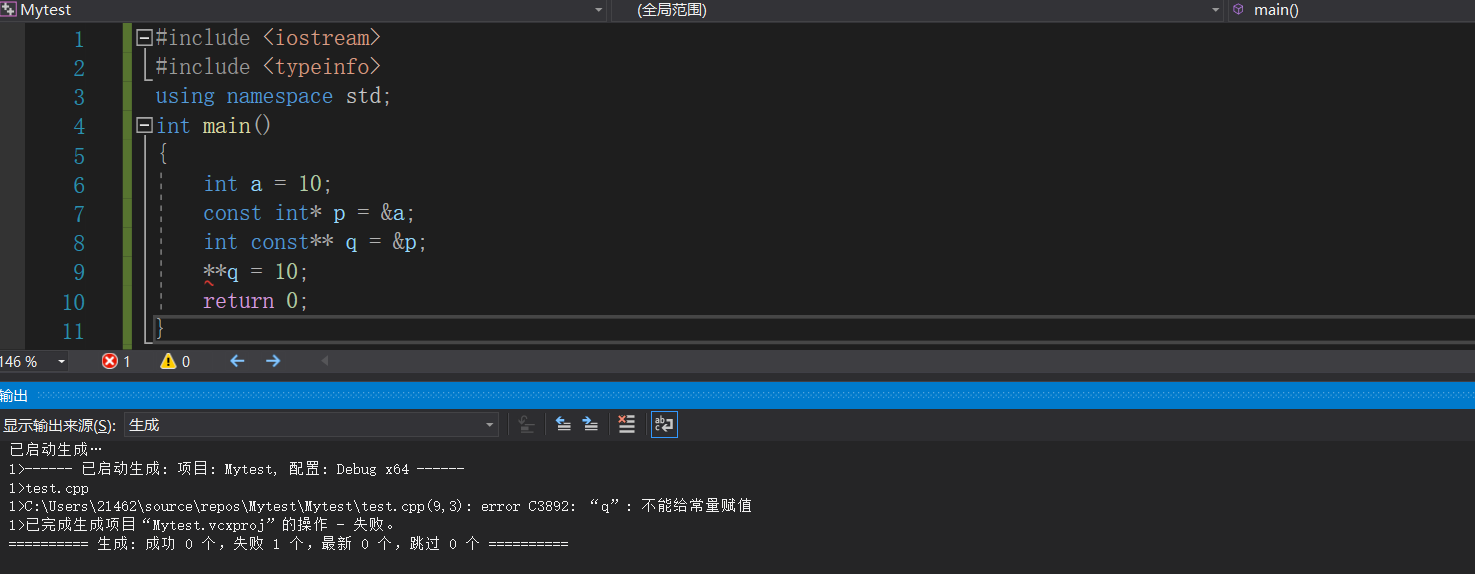 Mytest (全局范围) main()
1 #include <iostream>
2 #include <typeinfo>
3 using namespace std;
4 int main()
5 {
6 int a = 10;
7 const int* p = &a;
8 int const** q = &p;
9 **q = 10;
10 return 0;
11 }
146 % 1 0
输出
显示输出来源(S): 生成
已启动生成…
1>------ 已启动生成: 项目: Mytest, 配置: Debug x64 ------
1>test.cpp
1>C:\Users\21462\source\repos\Mytest\Mytest\test.cpp(9,3): error C3892: “q”: 不能给常量赋值
1>已完成生成项目“Mytest.vcxproj”的操作 - 失败。
========== 生成: 成功 0 个，失败 1 个，最新 0 个，跳过 0 个 ==========